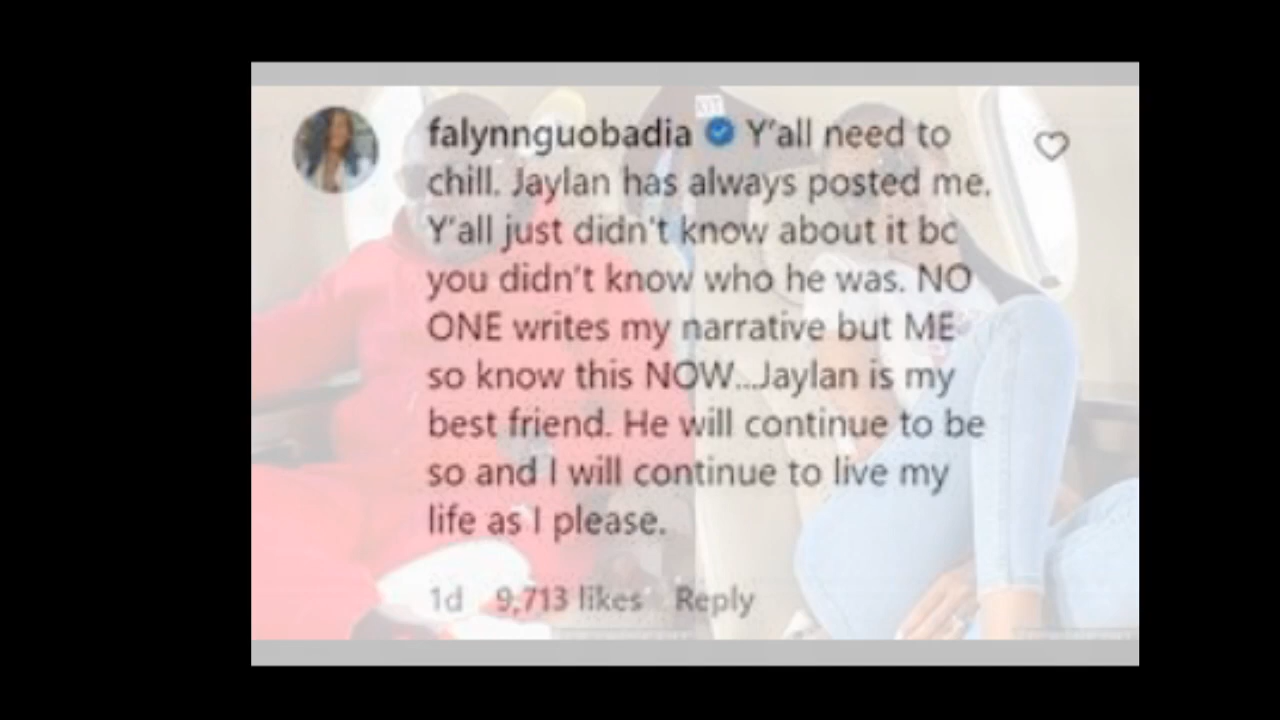 falynnguobadia Y'all need to
chill. Jaylan has always posted me.
Y'all just didn't know about it bc
you didn't know who he was. NO
ONE writes my narrative but ME
so know this NOW...Jaylan is my
best friend. He will continue to be
so and I will continue to live my
life as I please.
1d 9,713 likes Reply